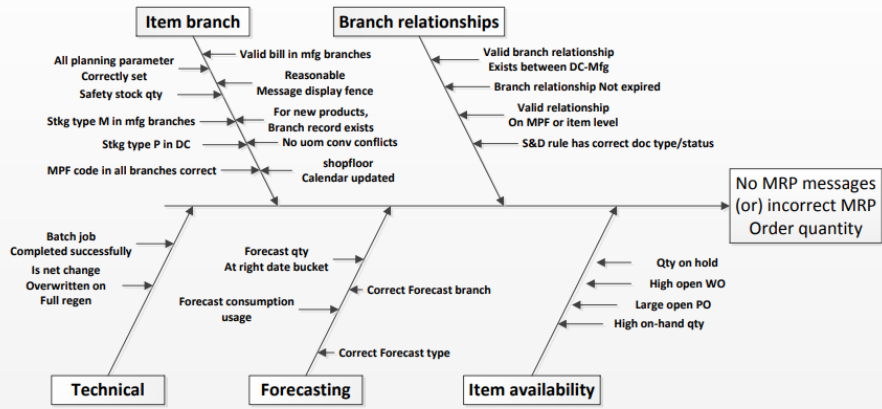 Item branch
Branch relationships
All planning parameter
Correctly set
Safety stock qty
Stkg type M in mfg branches
Stkg type P in DC
MPF code in all branches correct
Valid bill in mfg branches
Reasonable
Message display fence
For new products,
Branch record exists
No uom conv conflicts
shopfloor
Calendar updated
Valid branch relationship
Exists between DC-Mfg
Branch relationship Not expired
Valid relationship
On MPF or item level
S&D rule has correct doc type/status
No MRP messages
(or) incorrect MRP
Order quantity
Batch job
Completed successfully
Is net change
Overwritten on
Full regen
Forecast qty
At right date bucket
Forecast consumption
usage
Correct Forecast branch
Correct Forecast type
Qty on hold
High open WO
Large open PO
High on-hand qty
Technical
Forecasting
Item availability